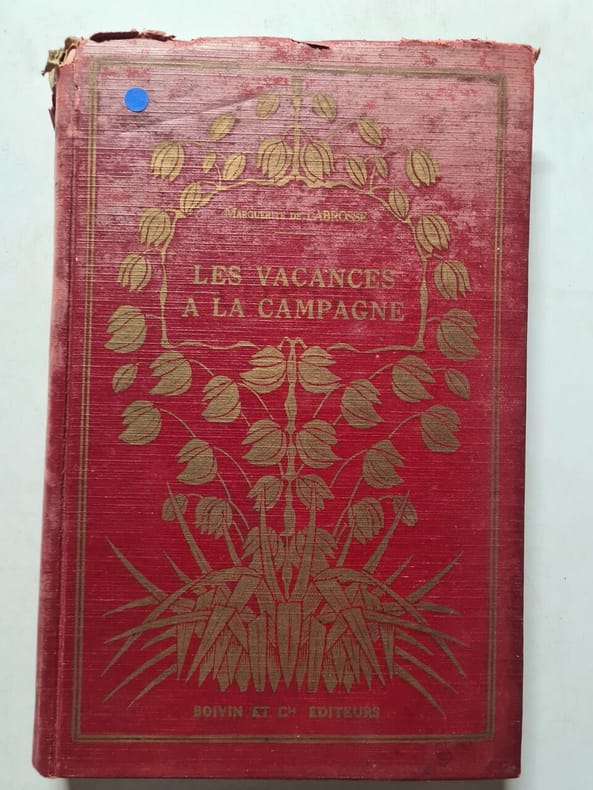 MARGUERITE DE LABROSSE
LES VACANCES
A LA CAMPAGNE
BOIVIN ET Cie EDITEURS